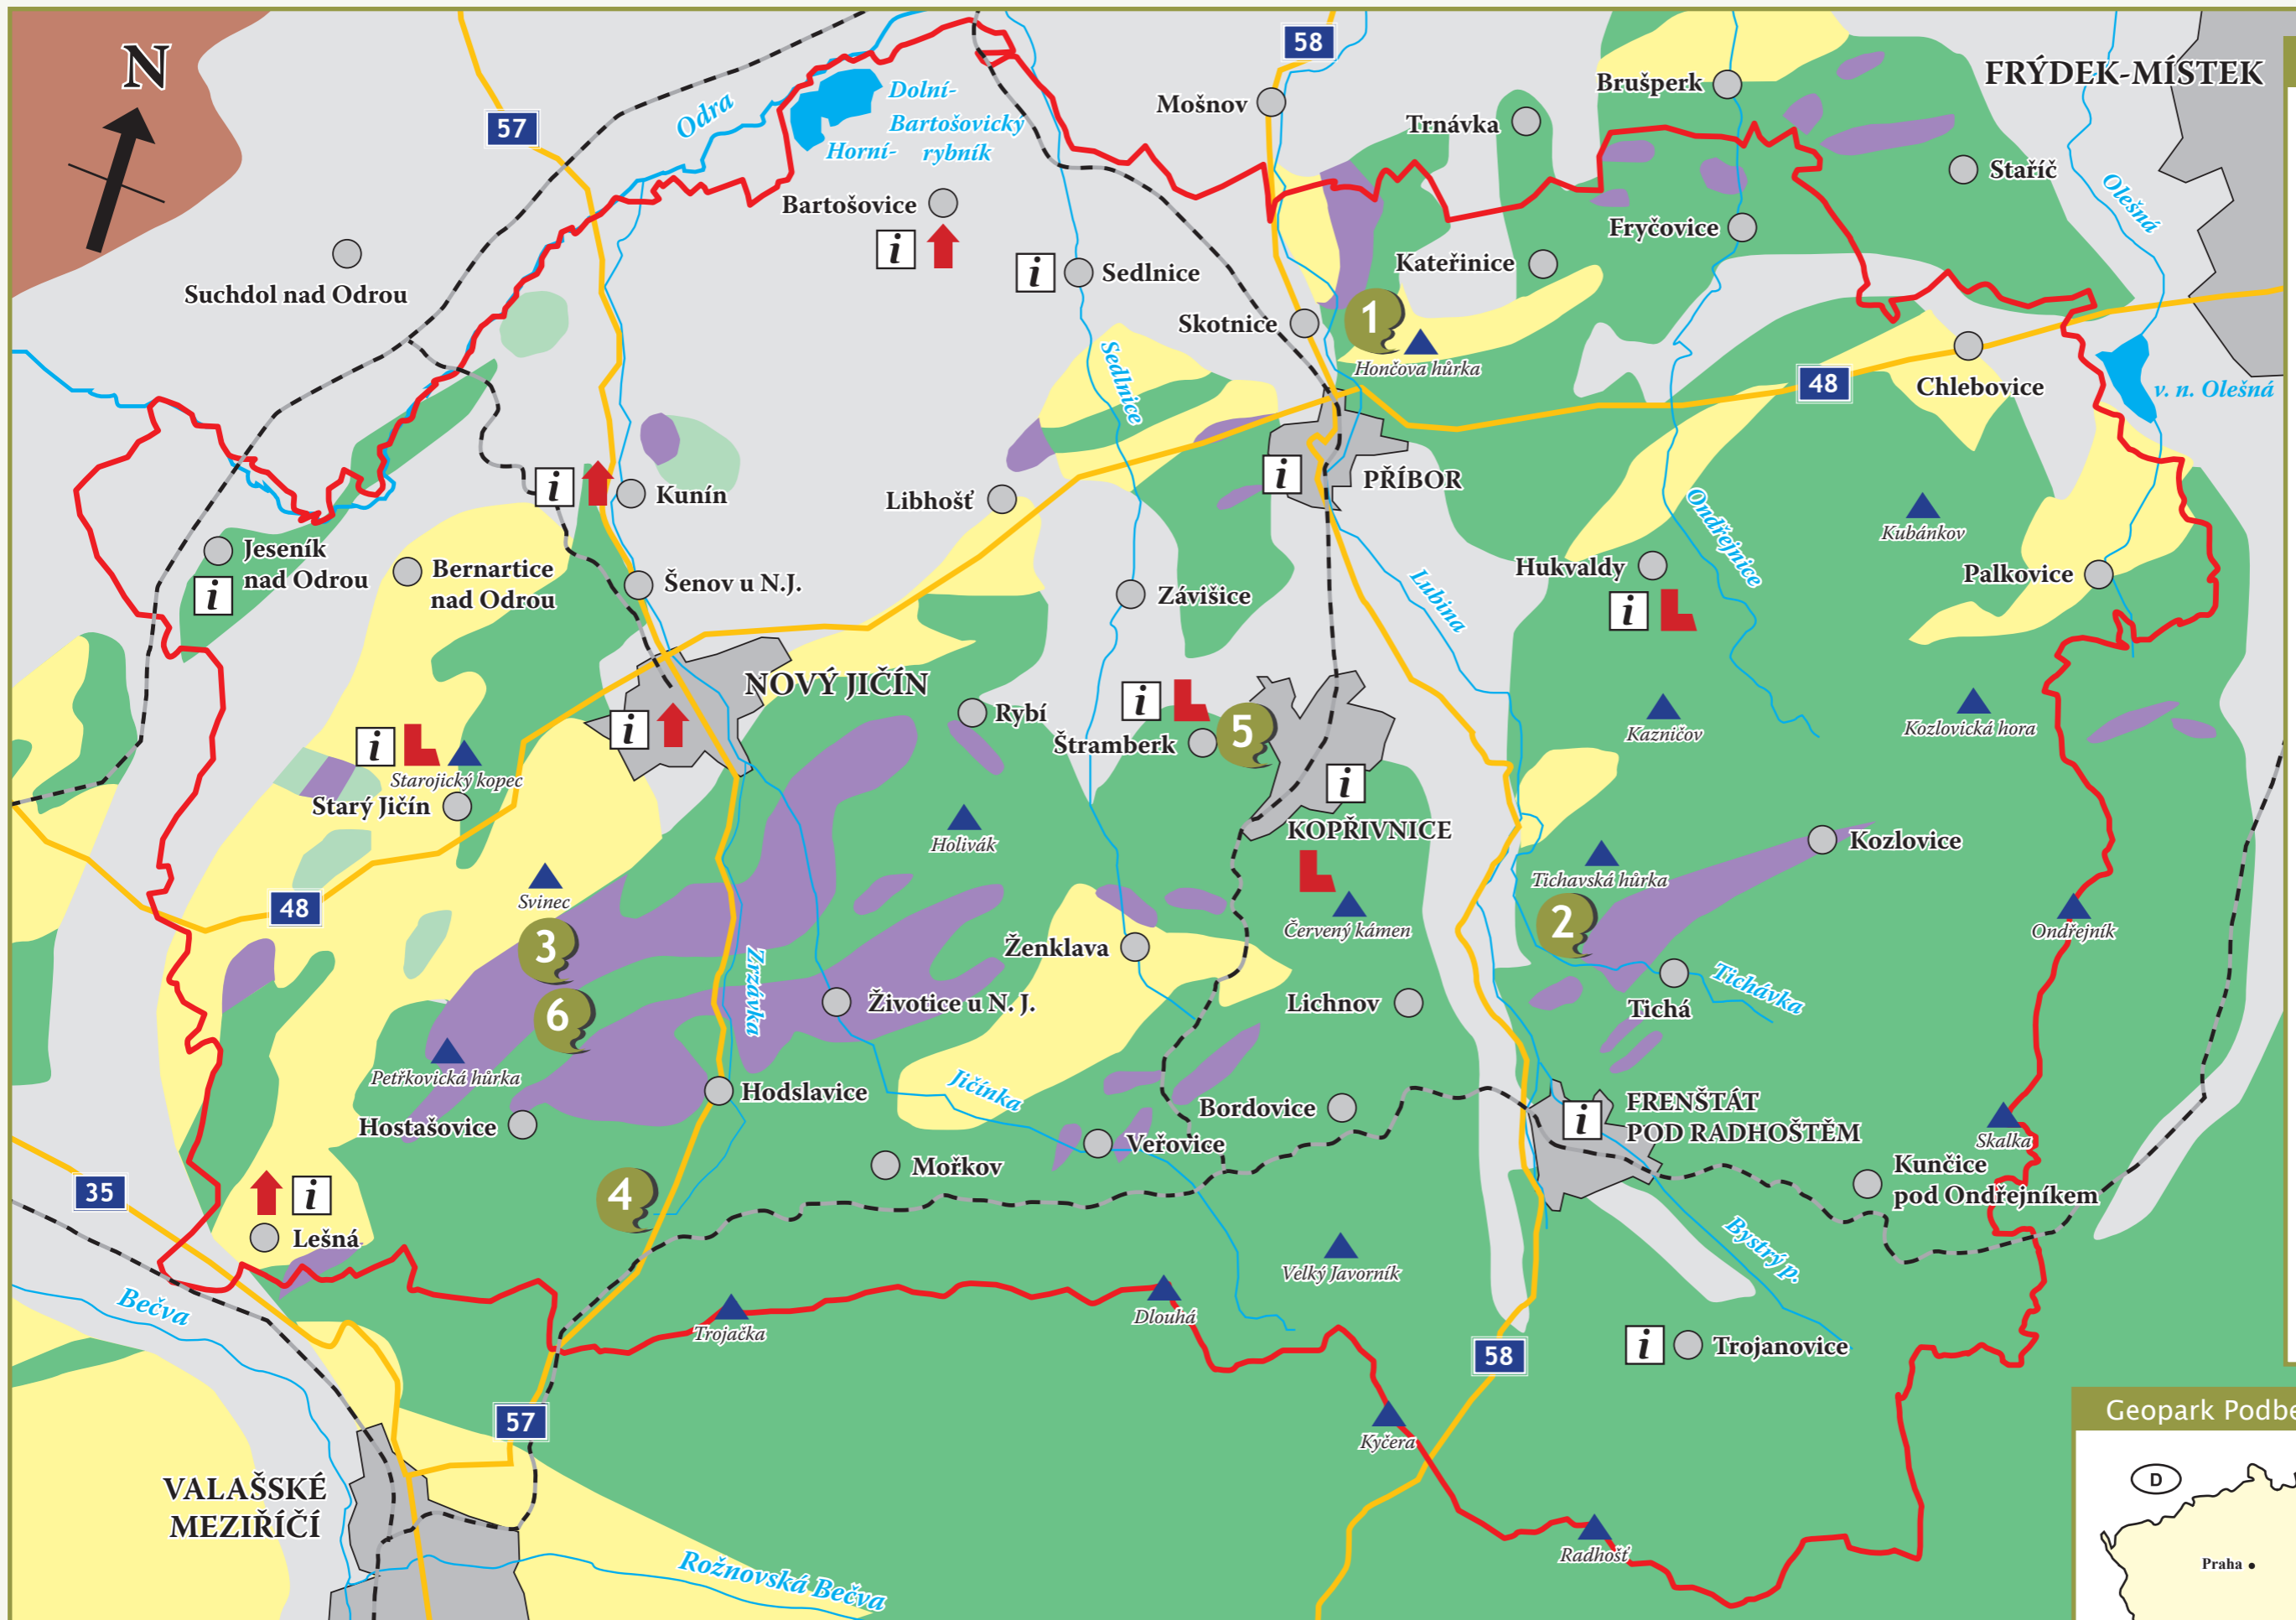 N
57
58
Odra
Dolní-
Bartošovický
Horní-
rybník
Mošnov
Trnávka
Brušperk
FRÝDEK-MÍSTEK
Staříč
Olešná
Suchdol nad Odrou
Bartošovice
i
i
Sedlnice
Fryčovice
Kateřinice
Skotnice
1
Hončova hůrka
Sedlnice
48
Chlebovice
v. n. Olešná
i
Kunín
Libhošť
i
PŘÍBOR
Ondřejnice
Kubánkov
Jeseník
nad Odrou
i
Bernartice
nad Odrou
Šenov u N.J.
Závišice
Lubina
Hukvaldy
i
Palkovice
NOVÝ JIČÍN
i
Rybí
i
Štramberk
5
Kazničov
Kozlovická hora
i
Starojický kopec
Starý Jičín
Holivák
i
KOPŘIVNICE
Kozlovice
Tichavská hůrka
48
Svinec
Červený kámen
2
Ondřejník
3
Ženklava
Zrzávka
Tichávka
Tichá
6
Životice u N. J.
Lichnov
Petřkovická hůrka
Hodslavice
Jičínka
Bordovice
FRENŠTÁT
POD RADHOŠTĚM
i
Skalka
Hostašovice
Veřovice
Mořkov
Kunčice
pod Ondřejníkem
35
i
Lešná
4
Bystrý p.
Velký Javorník
Bečva
Trojačka
Dlouhá
58
i
Trojanovice
57
Kyčera
Geopark Podbe
D
VALAŠSKÉ
MEZIŘÍČÍ
Radhošť
Rožnovská Bečva
Praha